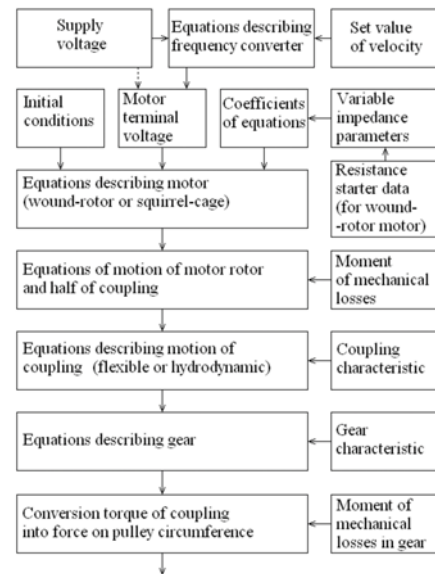 Supply
voltage
Equations describing
frequency converter
Set value
of velocity
Initial
conditions
Motor
terminal
voltage
Coefficients
of equations
Variable
impedance
parameters
Resistance
starter data
(for wound-
-rotor motor)
Equations describing motor
(wound-rotor or squirrel-cage)
Equations of motion of motor rotor
and half of coupling
Moment
of mechanical
losses
Equations describing motion of
coupling (flexible or hydrodynamic)
Coupling
characteristic
Equations describing gear
Gear
characteristic
Conversion torque of coupling
into force on pulley circumference
Moment of
mechanical
losses in gear